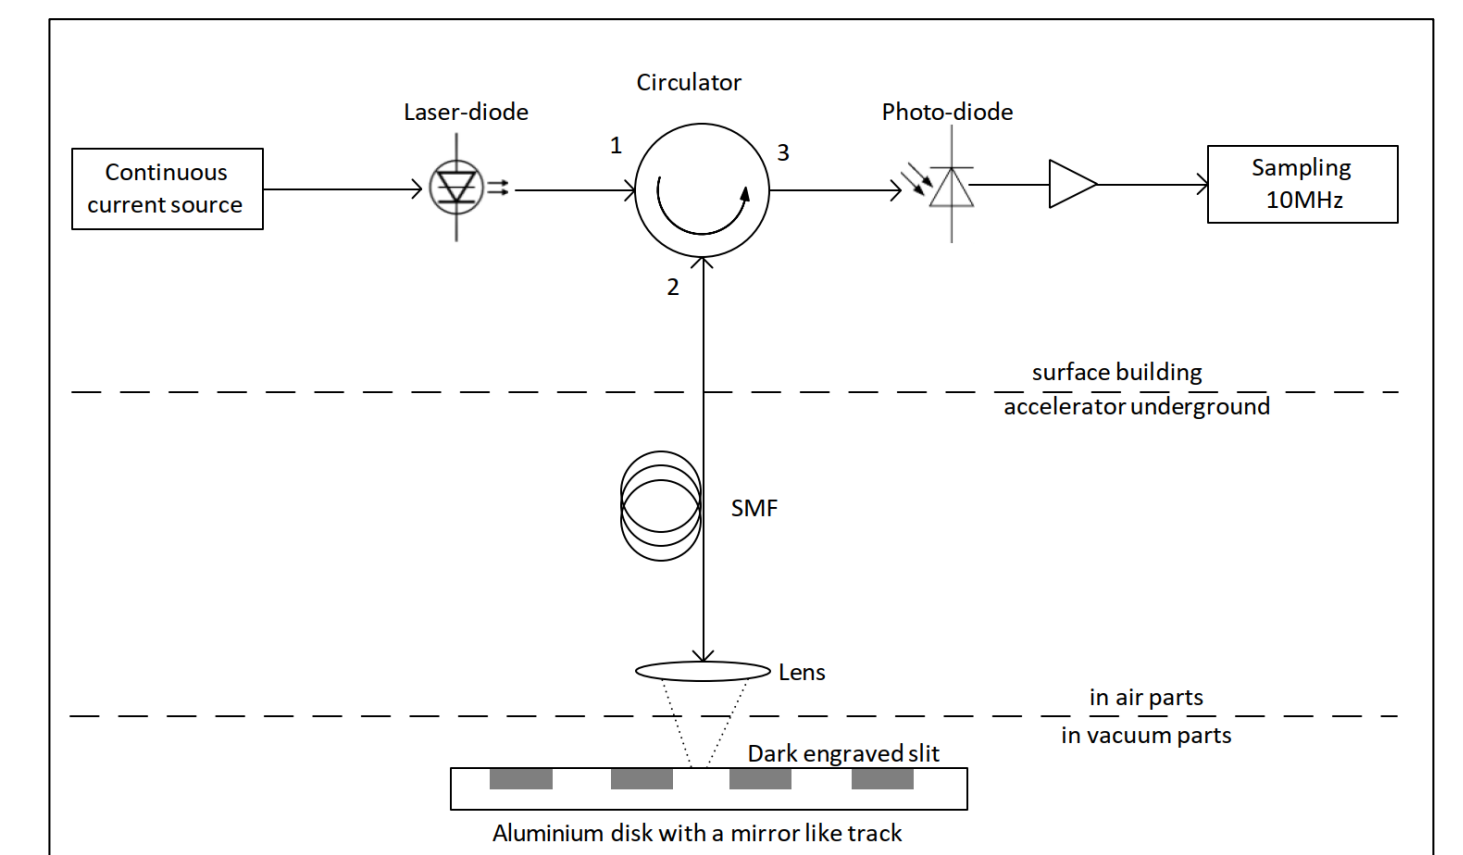 Circulator
Laser-diode
Photo-diode
1
3
Continuous
current source
Sampling
10MHz
2
surface building
accelerator underground
SMF
Lens
in air parts
in vacuum parts
Dark engraved slit
Aluminium disk with a mirror like track